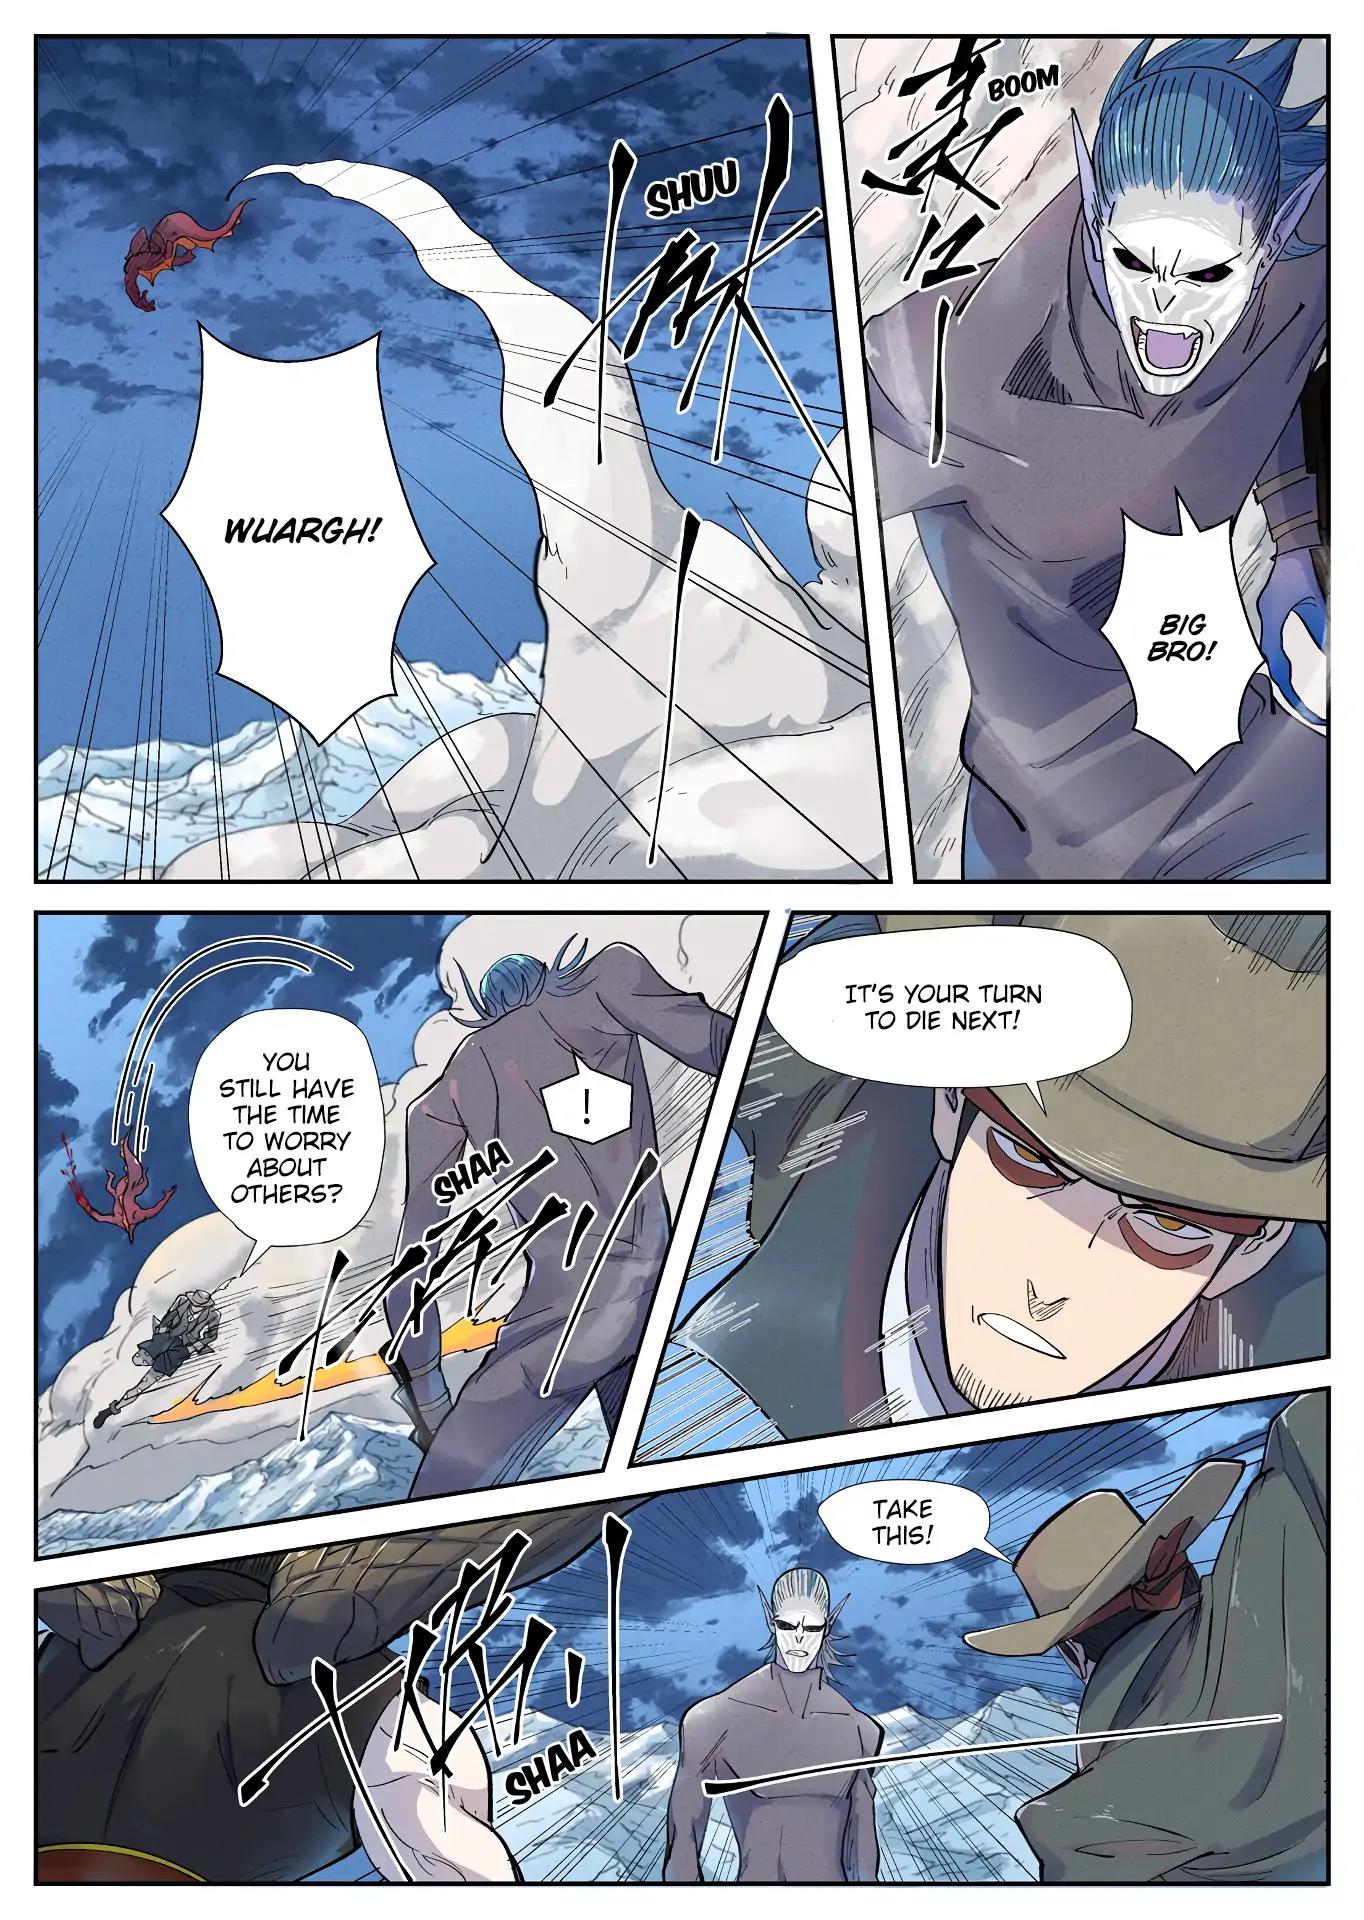 SHUU
WUARGH!
BOOM
BIG
BRO!
YOU
STILL HAVE
THE TIME
TO WORRY
ABOUT
OTHERS?
!
SHAA
IT'S YOUR TURN
TO DIE NEXT!
TAKE
THIS!
SHAA